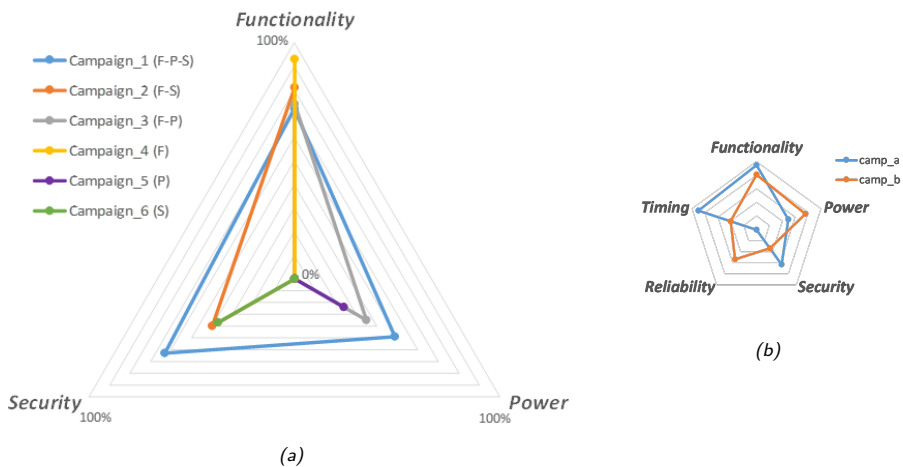 Functionality
100%
Campaign_1 (F-P-S)
Campaign_2 (F-S)
Campaign_3 (F-P)
Campaign_4 (F)
Campaign_5 (P)
Campaign_6 (S)
0%
Security
100%
100%
Power
(a)
Functionality
camp_a
camp_b
Timing
Power
Reliability
Security
(b)